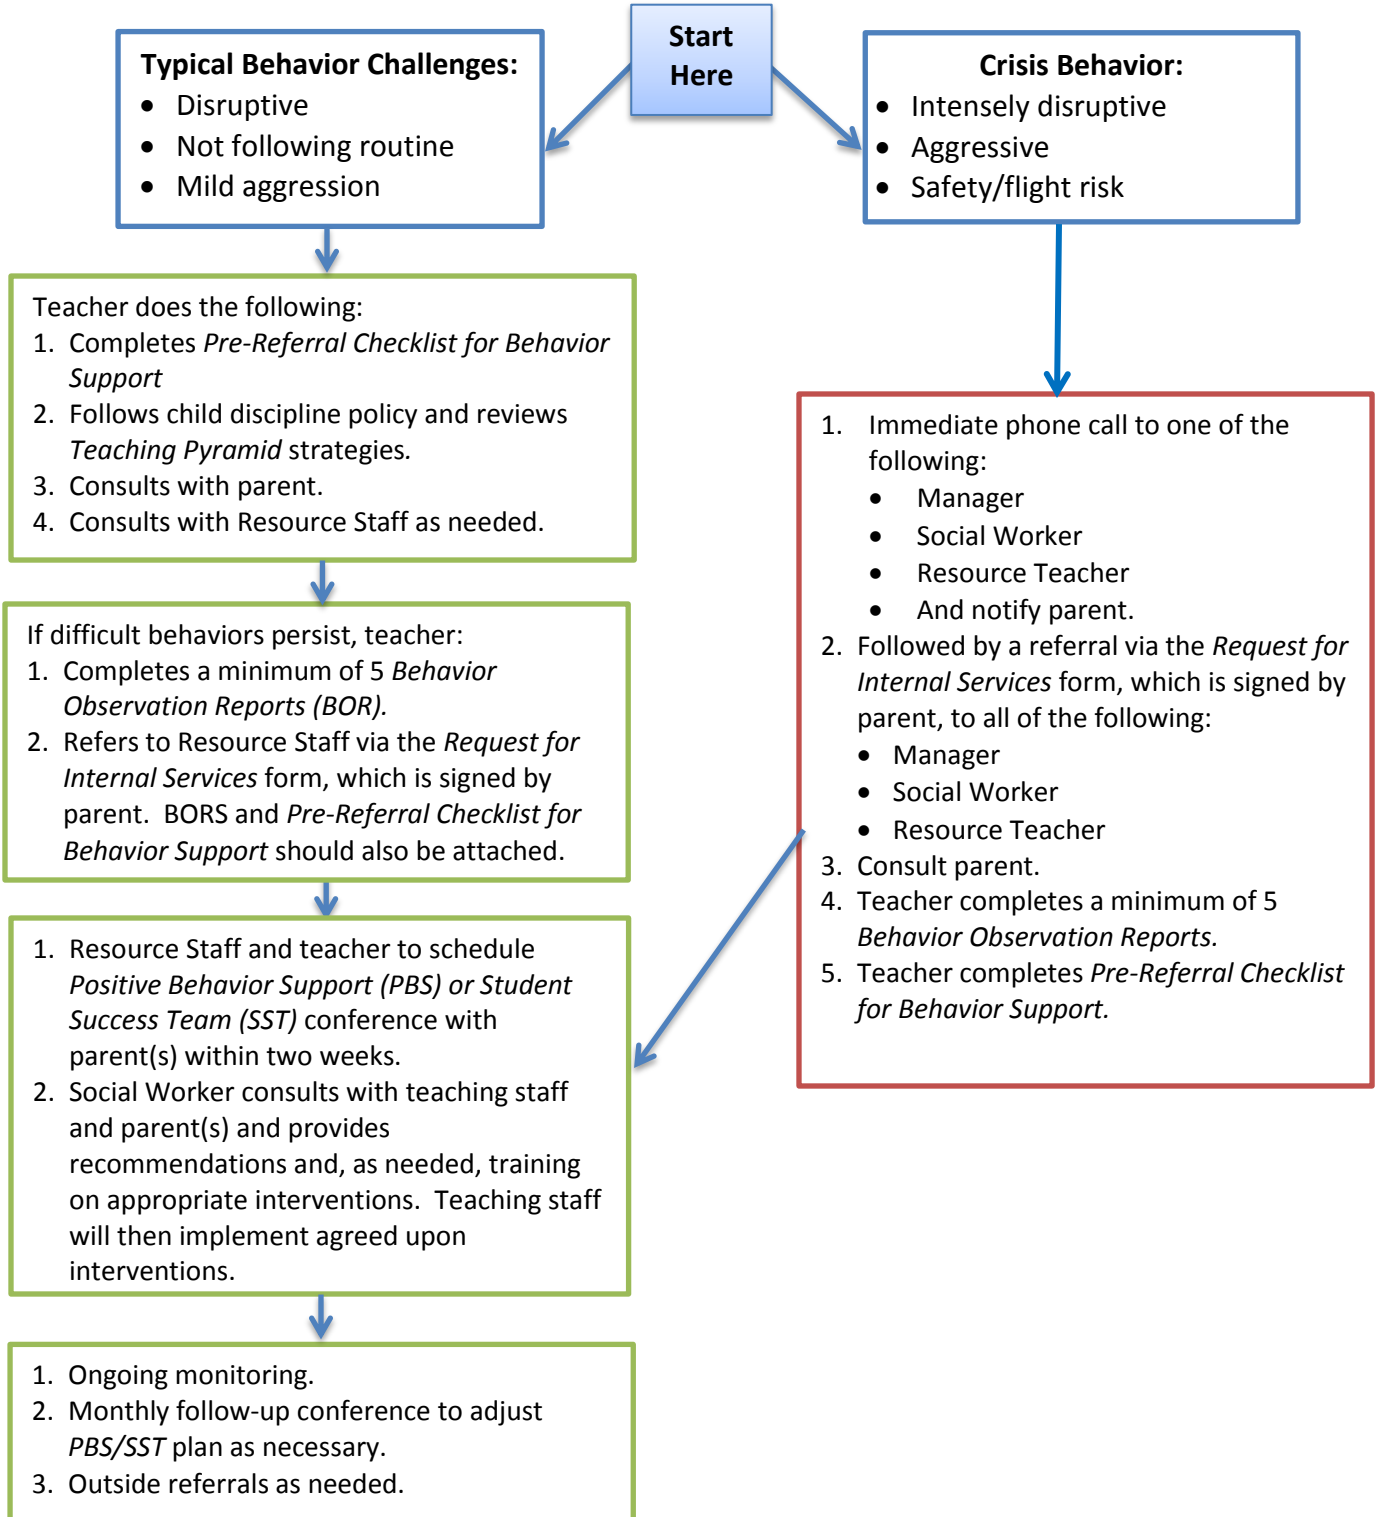 Start
Here
Typical Behavior Challenges:
• Disruptive
• Not following routine
• Mild aggression
Crisis Behavior:
• Intensely disruptive
• Aggressive
• Safety/flight risk
Teacher does the following:
1. Completes Pre-Referral Checklist for Behavior
Support
2. Follows child discipline policy and reviews
Teaching Pyramid strategies.
3. Consults with parent.
4. Consults with Resource Staff as needed.
If difficult behaviors persist, teacher:
1. Completes a minimum of 5 Behavior
Observation Reports (BOR).
2. Refers to Resource Staff via the Request for
Internal Services form, which is signed by
parent. BORS and Pre-Referral Checklist for
Behavior Support should also be attached.
1. Resource Staff and teacher to schedule
Positive Behavior Support (PBS) or Student
Success Team (SST) conference with
parent(s) within two weeks.
2. Social Worker consults with teaching staff
and parent(s) and provides
recommendations and, as needed, training
on appropriate interventions. Teaching staff
will then implement agreed upon
interventions.
1. Ongoing monitoring.
2. Monthly follow-up conference to adjust
PBS/SST plan as necessary.
3. Outside referrals as needed.
1. Immediate phone call to one of the
following:
• Manager
• Social Worker
• Resource Teacher
• And notify parent.
2. Followed by a referral via the Request for
Internal Services form, which is signed by
parent, to all of the following:
• Manager
• Social Worker
• Resource Teacher
3. Consult parent.
4. Teacher completes a minimum of 5
Behavior Observation Reports.
5. Teacher completes Pre-Referral Checklist
for Behavior Support.